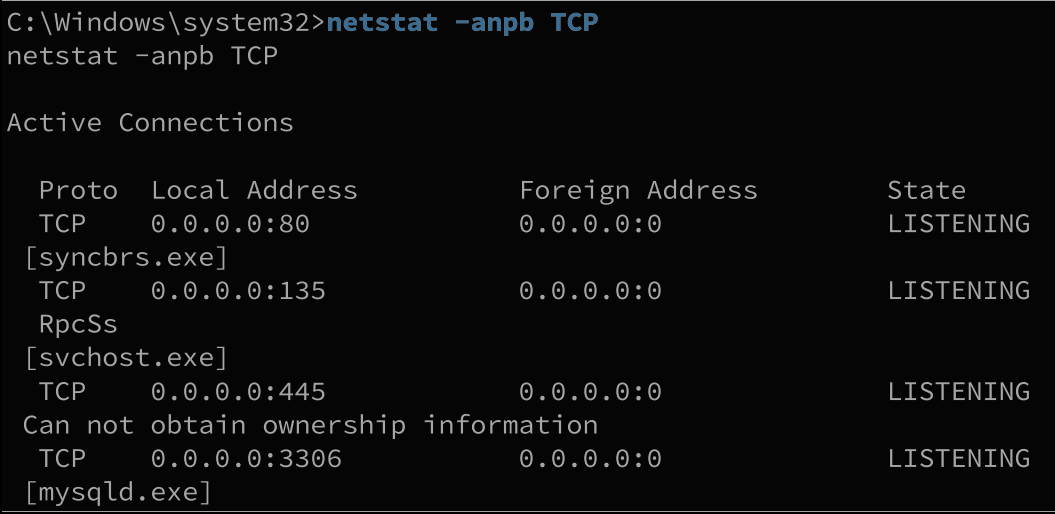 C:\Windows\system32>netstat -anpb TCP
netstat -anpb TCP
Active Connections
Proto Local Address Foreign Address State
TCP 0.0.0.0:80 0.0.0.0:0 LISTENING
[syncbrs.exe]
TCP 0.0.0.0:135 0.0.0.0:0 LISTENING
RpcSs
[svchost.exe]
TCP 0.0.0.0:445 0.0.0.0:0 LISTENING
Can not obtain ownership information
TCP 0.0.0.0:3306 0.0.0.0:0 LISTENING
[mysqld.exe]